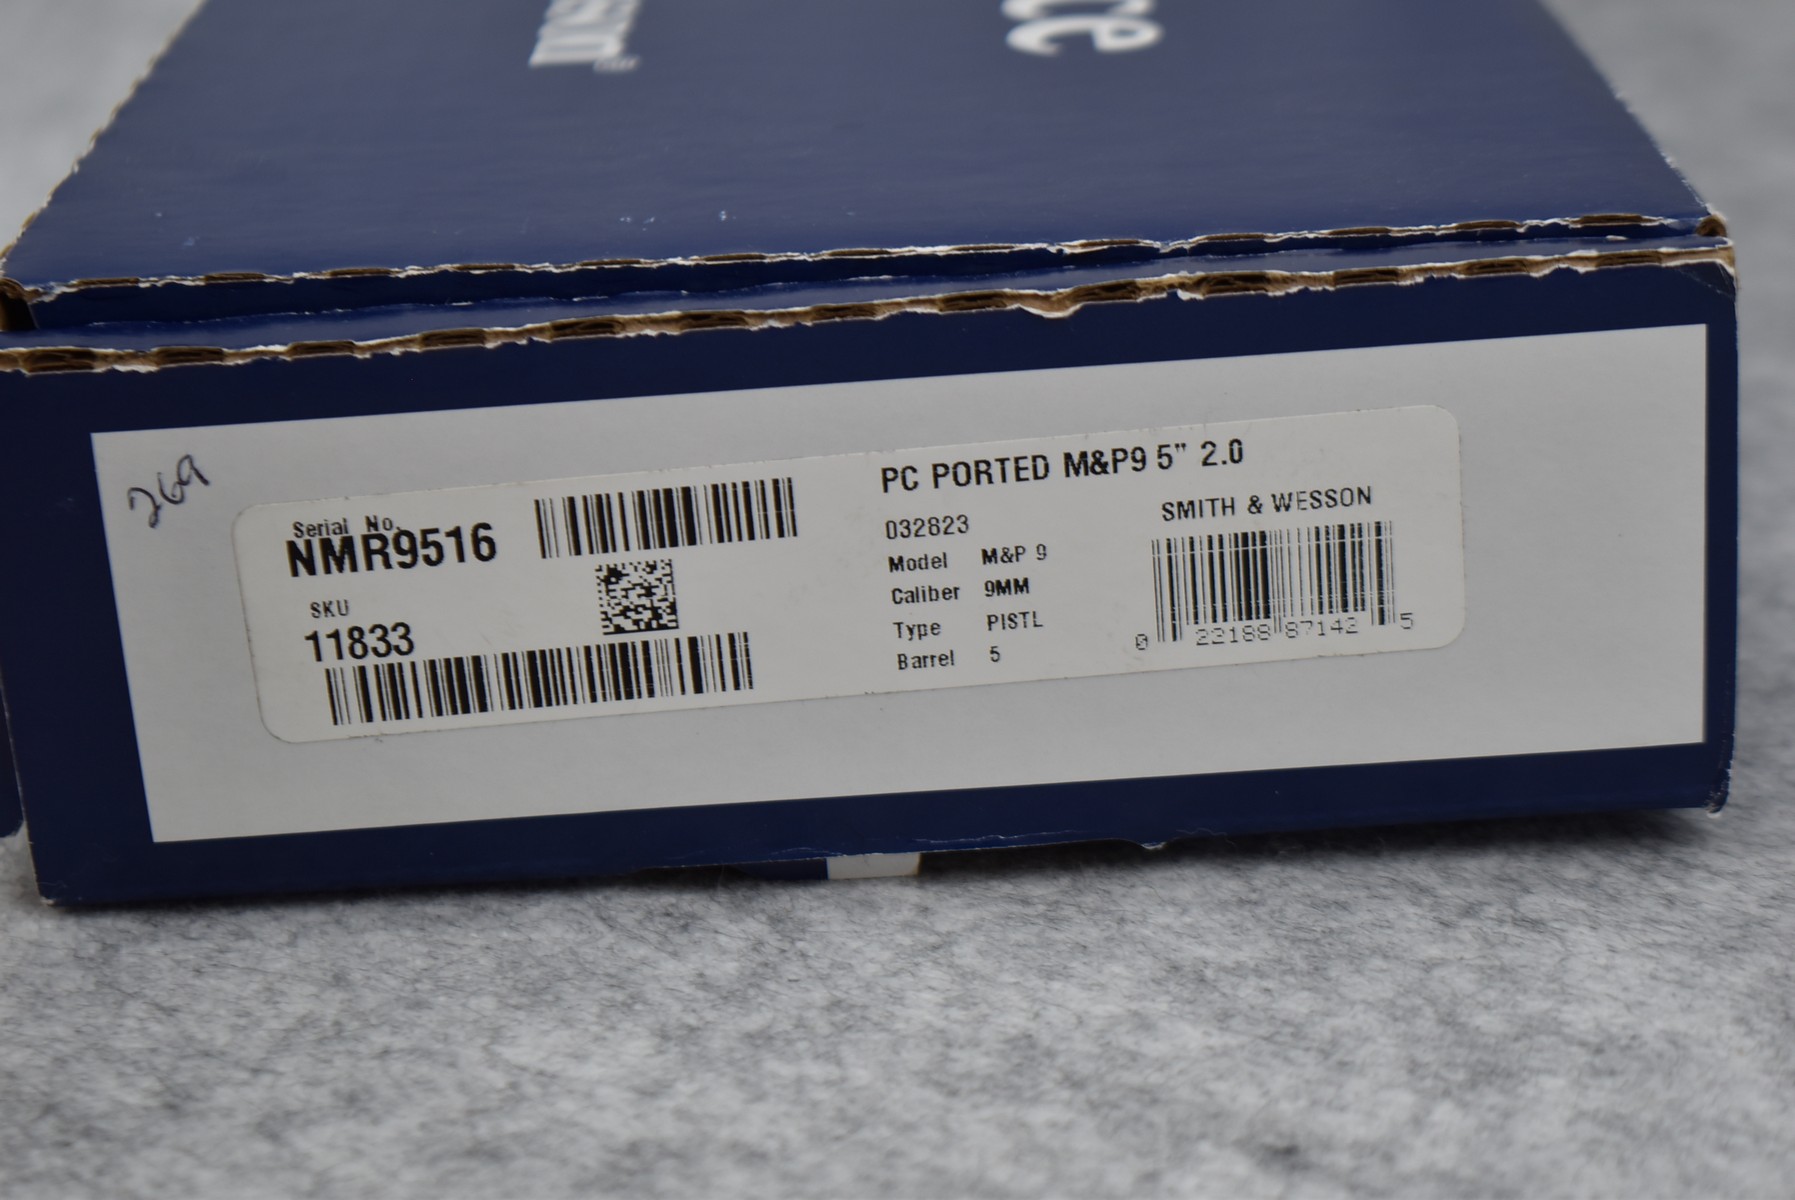 269
Serial No.
NMR9516
SKU
11833
PC PORTED M&P9 5" 2.0
032823
SMITH & WESSON
Model M&P 9
Caliber 9MM
Type PISTL
Barrel 5
0 22188 87142 5